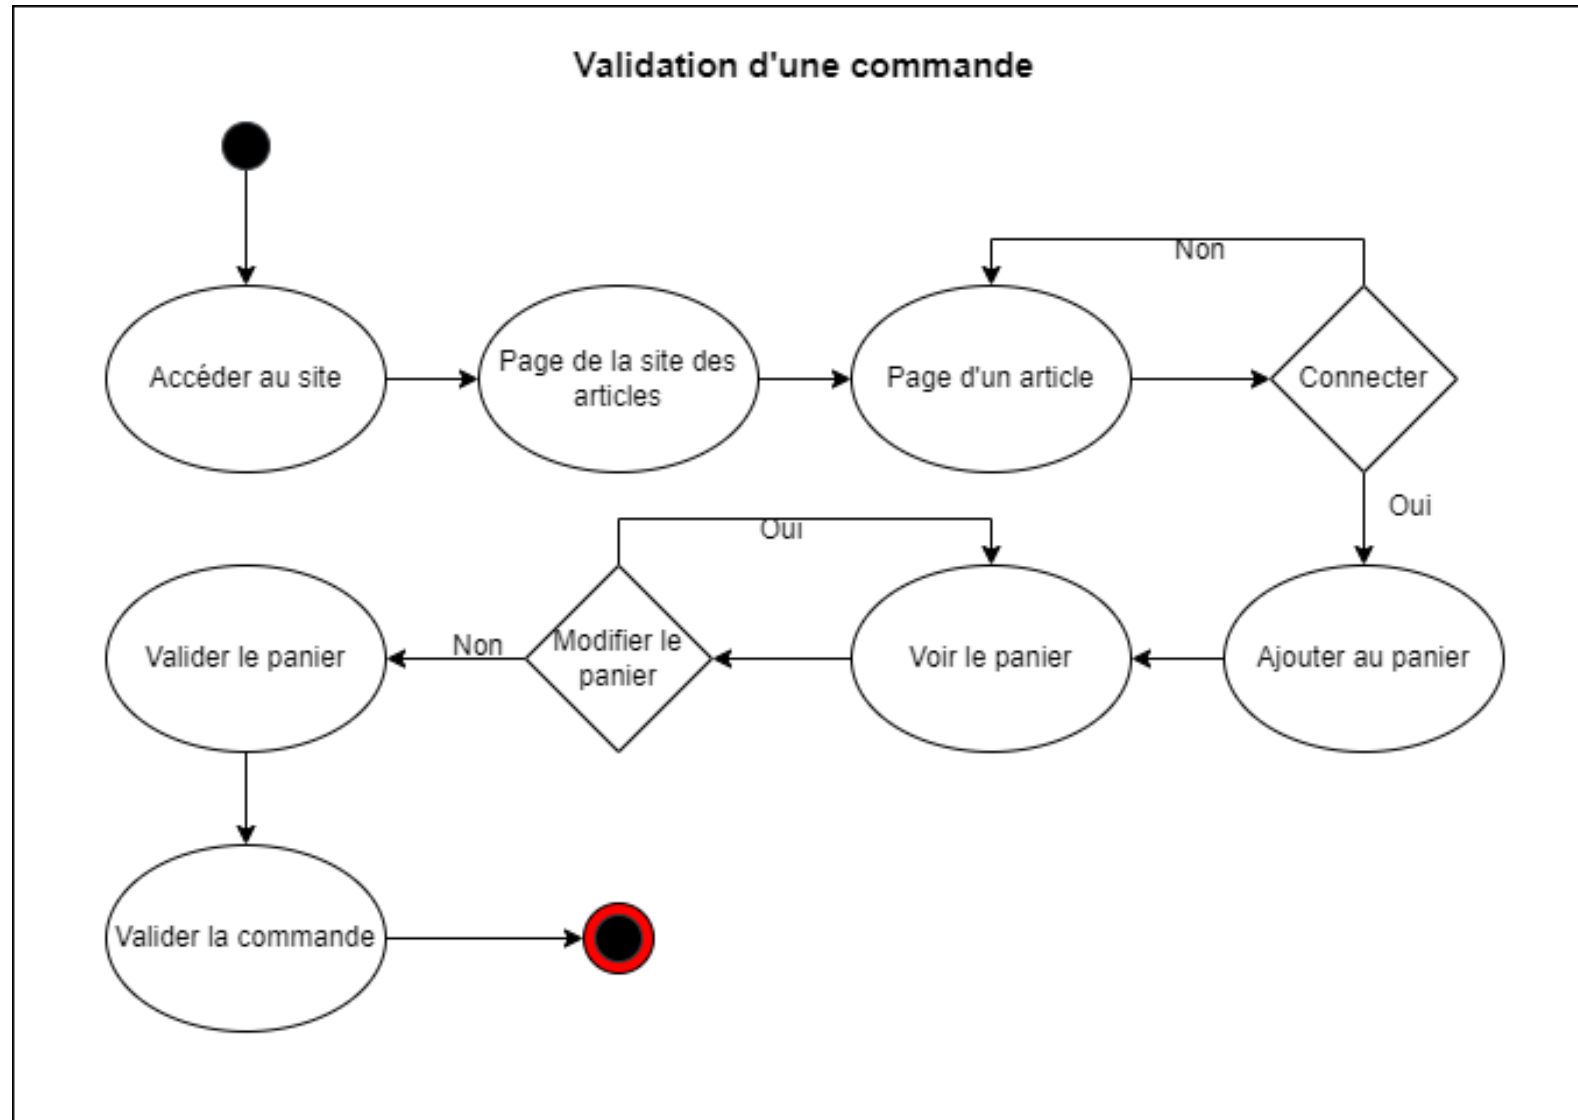 Validation d'une commande
Non
Accéder au site
Page de la site des
articles
Page d'un article
Connecter
Oui
Oui
Valider le panier
Non
Modifier le
panier
Voir le panier
Ajouter au panier
Valider la commande